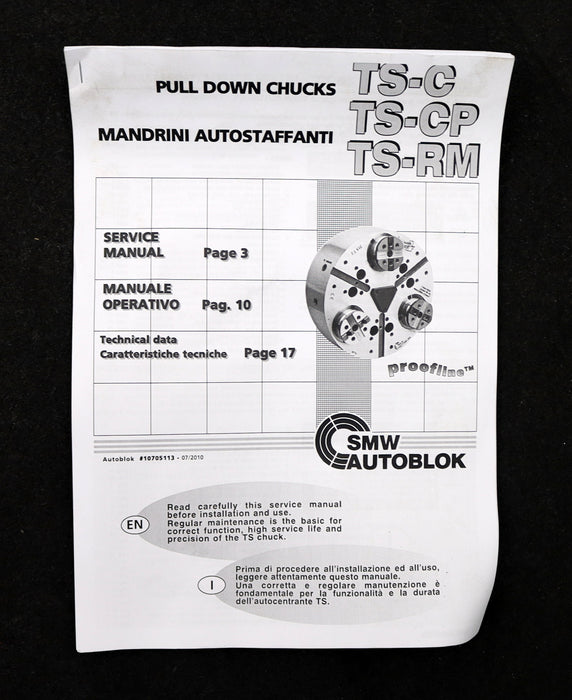 PULL DOWN CHUCKS
TS-C
TS-CP
MANDRINI AUTOSTAFFANTI
TS-RM
SERVICE
MANUAL Page 3
MANUALE
OPERATIVO Pag. 10
Technical data
Caratteristiche tecniche Page 17
proofline™
SMW
AUTOBLOK
Autoblok #10705113 - 07/2010
EN
Read carefully this service manual
before installation and use.
Regular maintenance is the basic for
correct function, high service life and
precision of the TS chuck.
I
Prima di procedere all'installazione ed all'uso,
leggere attentamente questo manuale.
Una corretta e regolare manutenzione è
fondamentale per la funzionalità e la durata
dell'autocentrante TS.